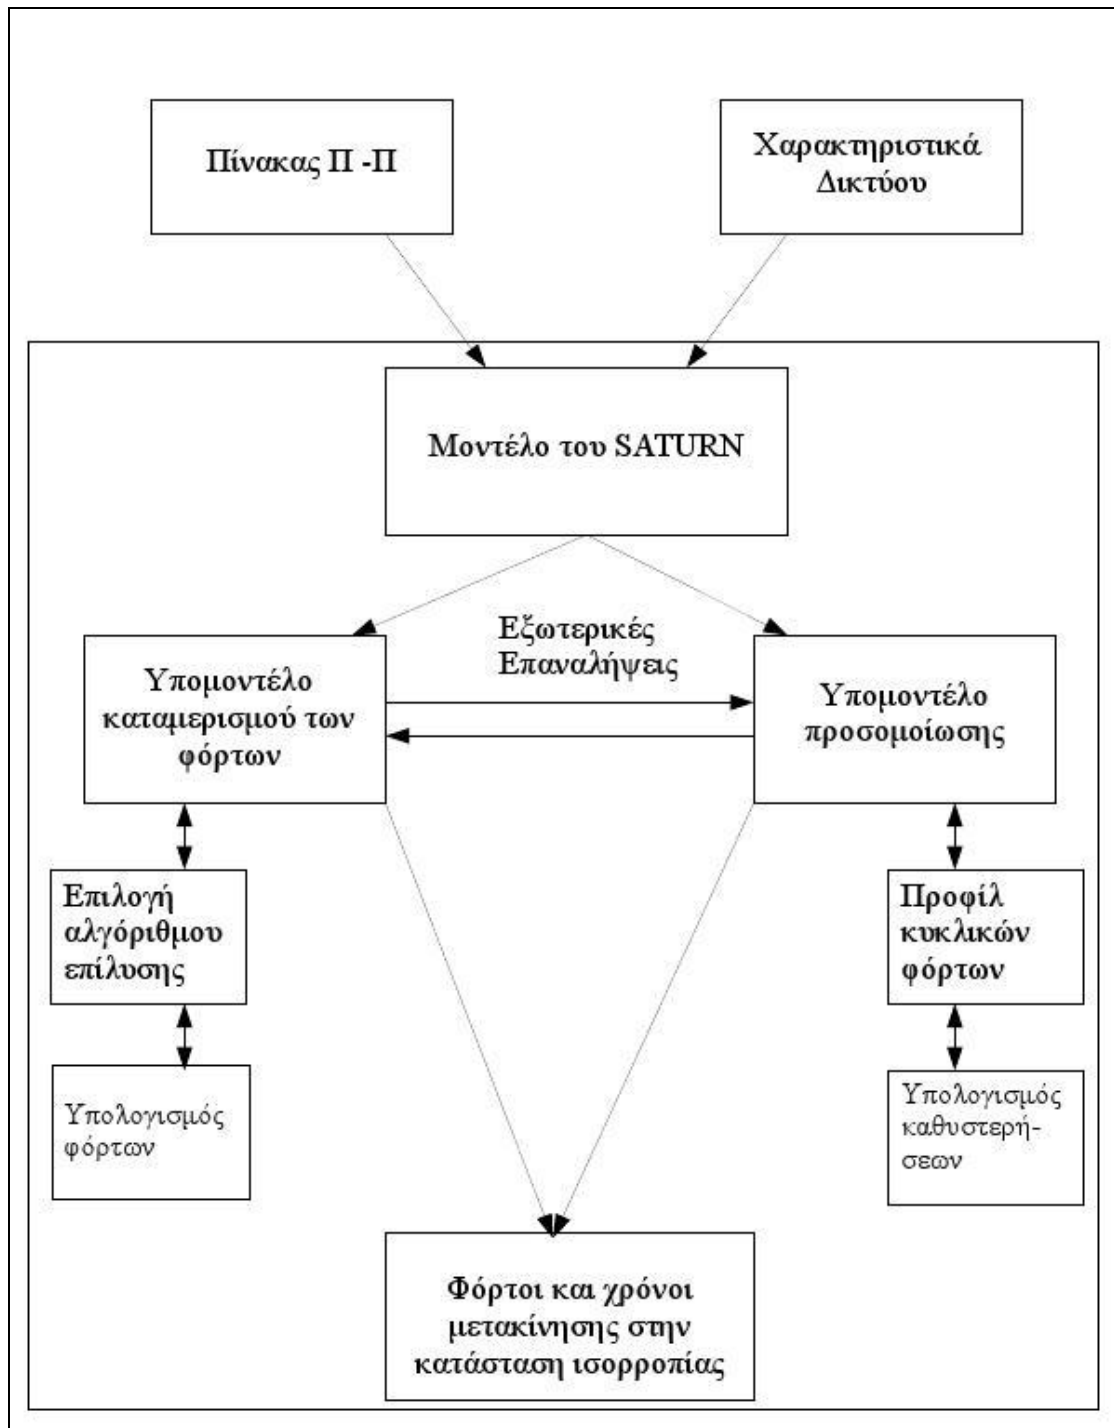 Πίνακας Π -Π
Χαρακτηριστικά
Δικτύου
Μοντέλο του SATURN
Εξωτερικές
Επαναλήψεις
Υπομοντέλο
καταμερισμού των
φόρτων
Υπομοντέλο
προσομοίωσης
Επιλογή
αλγόριθμου
επίλυσης
Προφίλ
κυκλικών
φόρτων
Υπολογισμός
φόρτων
Υπολογισμός
καθυστερή-
σεων
Φόρτοι και χρόνοι
μετακίνησης στην
κατάσταση ισορροπίας